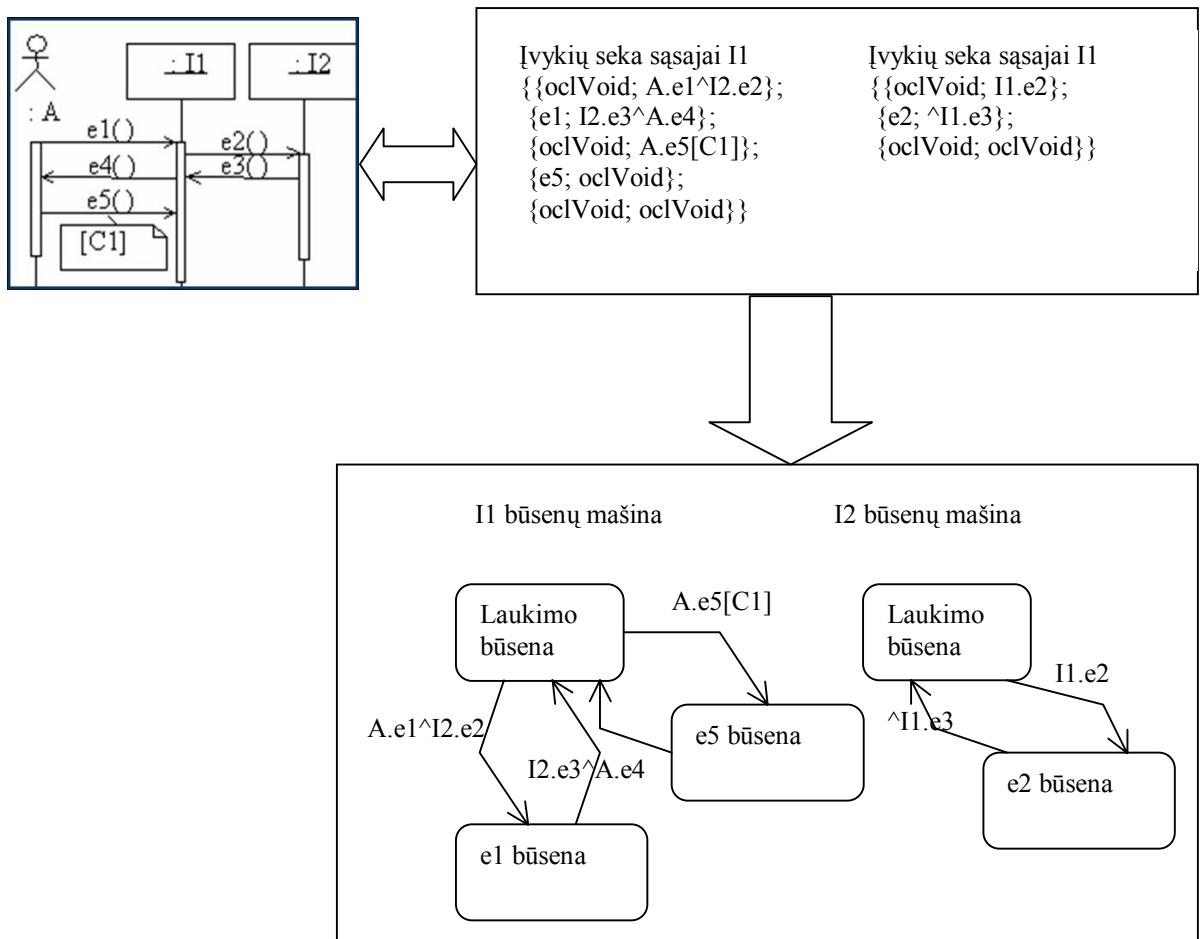 : I1
: I2
: A
e1()
e2()
e4()
e3()
e5()
[C1]
Įvykių seka sąsajai I1
{{oclVoid; A.e1^I2.e2};
{e1; I2.e3^A.e4};
{oclVoid; A.e5[C1]};
{e5; oclVoid};
{oclVoid; oclVoid}}
Įvykių seka sąsajai I1
{{oclVoid; I1.e2};
{e2; ^I1.e3};
{oclVoid; oclVoid}}
I1 būsenų mašina
I2 būsenų mašina
Laukimo
būsena
A.e5[C1]
A.e1^I2.e2
I2.e3^A.e4
e5 būsena
e1 būsena
Laukimo
būsena
I1.e2
^I1.e3
e2 būsena